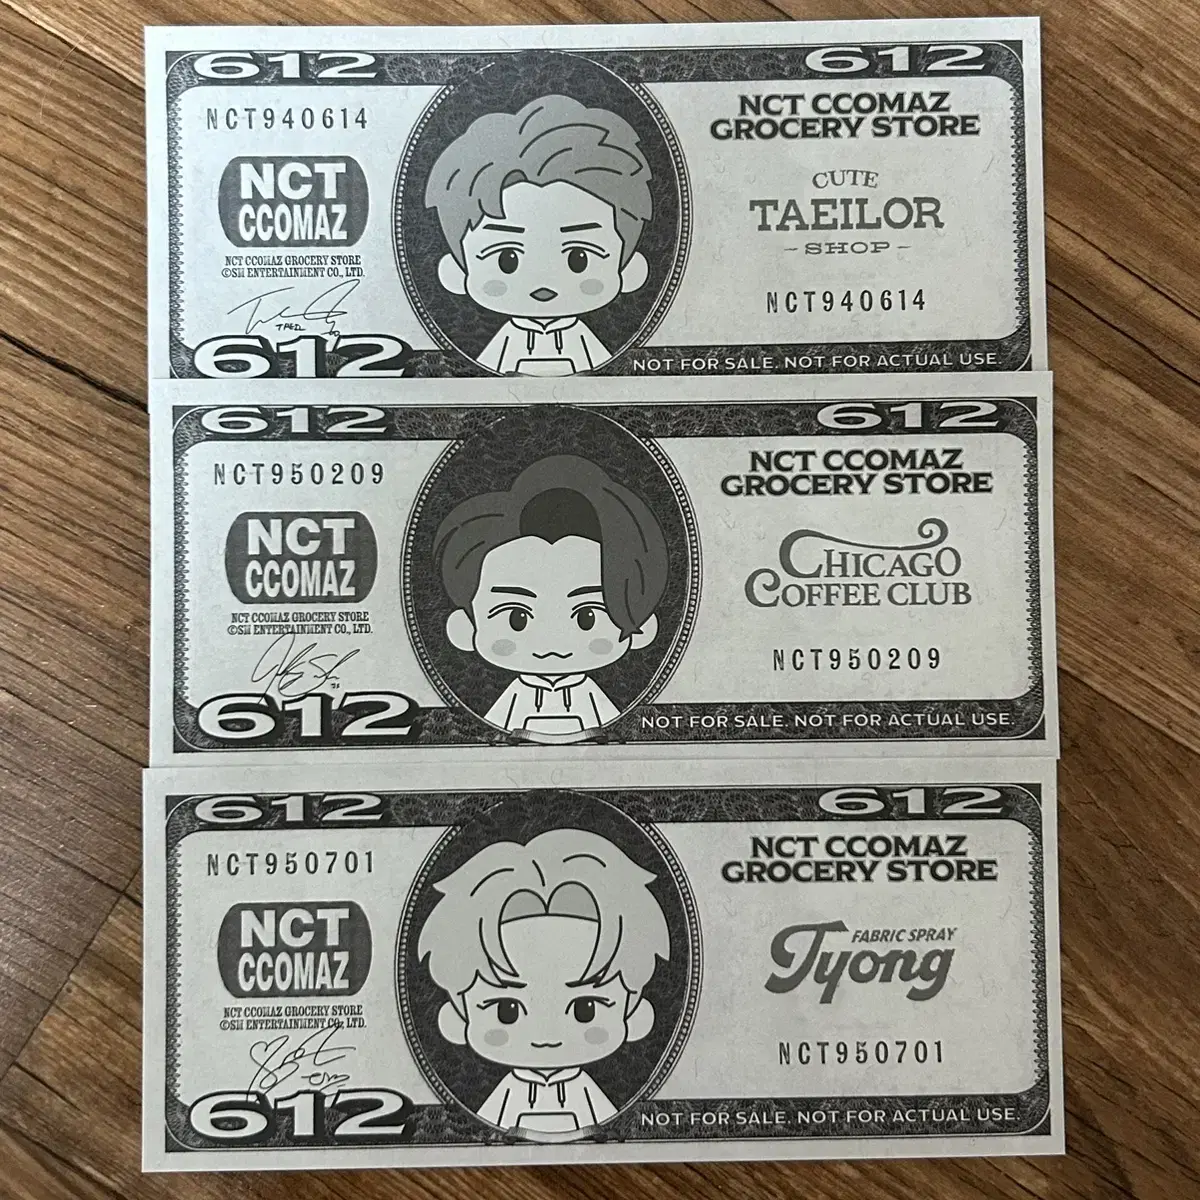 612
612
NCT940614
NCT CCOMAZ
GROCERY STORE
NCT
CCOMAZ
CUTE
TAEILOR
- SHOP -
NCT CCOMAZ GROCERY STORE
©SM ENTERTAINMENT CO., LTD.
NCT940614
612
NOT FOR SALE. NOT FOR ACTUAL USE.
612
612
NCT950209
NCT CCOMAZ
GROCERY STORE
NCT
CCOMAZ
CHICAGO
COFFEE CLUB
NCT CCOMAZ GROCERY STORE
©SM ENTERTAINMENT CO., LTD.
NCT950209
612
NOT FOR SALE. NOT FOR ACTUAL USE.
612
612
NCT950701
NCT CCOMAZ
GROCERY STORE
NCT
CCOMAZ
FABRIC SPRAY
Tyong
NCT CCOMAZ GROCERY STORE
©SM ENTERTAINMENT CO., LTD.
NCT950701
612
NOT FOR SALE. NOT FOR ACTUAL USE.